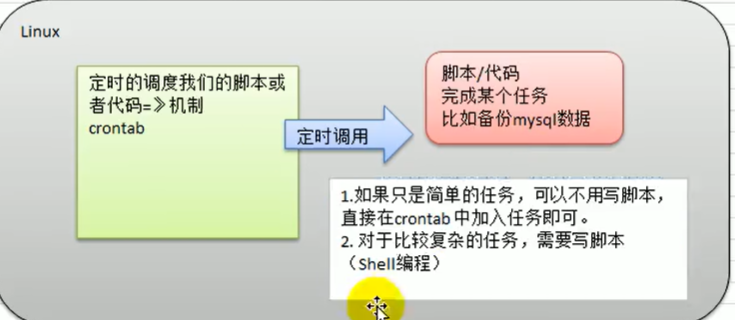 Linux
定时的调度我们的脚本或
者代码=》机制
crontab
定时调用
脚本/代码
完成某个任务
比如备份mysql数据
1.如果只是简单的任务，可以不用写脚本，
直接在crontab 中加入任务即可。
2. 对于比较复杂的任务，需要写脚本
（Shell编程）